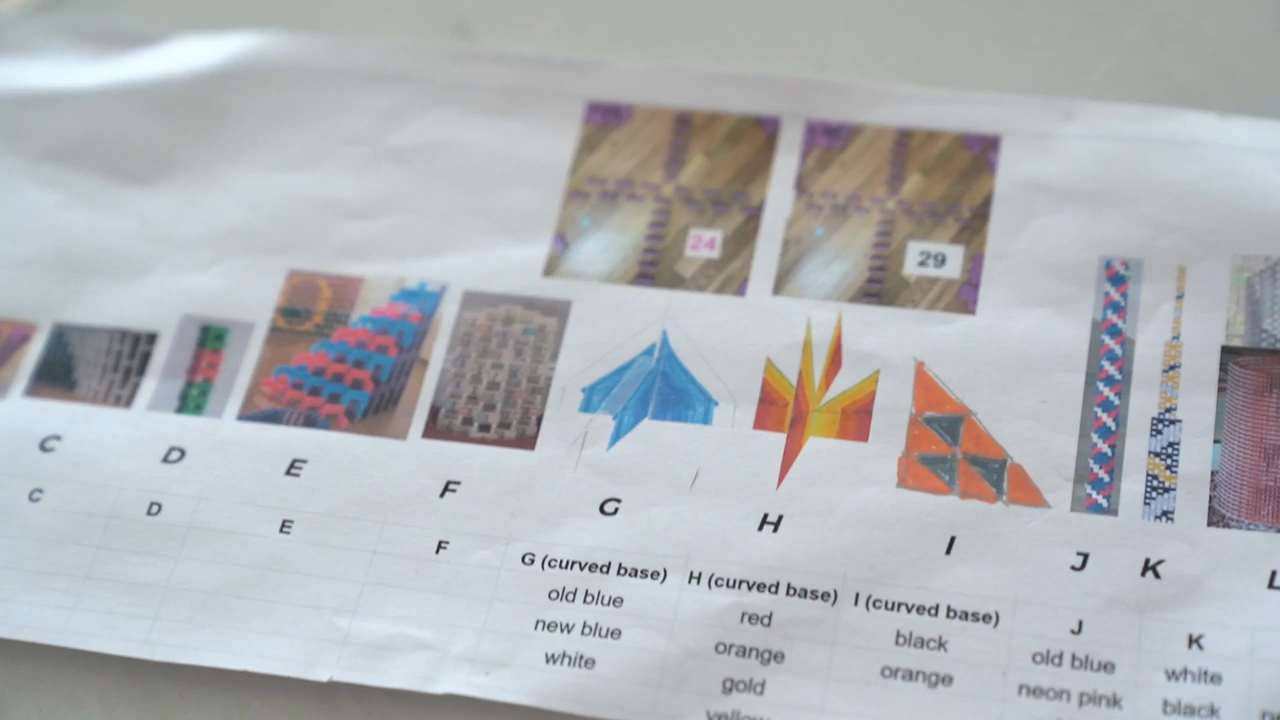 24
29
C
D
E
F
G
H
I
J
K
L
C
D
E
F
G (curved base)
H (curved base)
I (curved base)
J
K
old blue
red
black
old blue
white
new blue
orange
orange
neon pink
black
white
gold
yellow